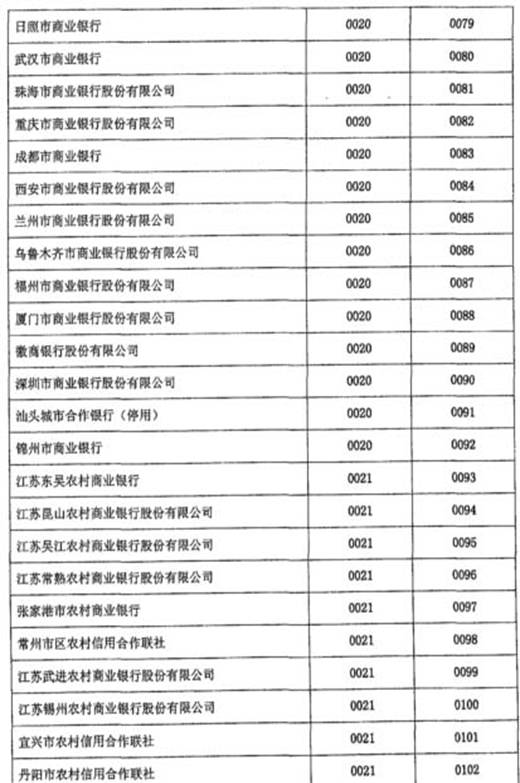 日照市商业银行 0020 0079
武汉市商业银行 0020 0080
珠海市商业银行股份有限公司 0020 0081
重庆市商业银行股份有限公司 0020 0082
成都市商业银行 0020 0083
西安市商业银行股份有限公司 0020 0084
兰州市商业银行股份有限公司 0020 0085
乌鲁木齐市商业银行股份有限公司 0020 0086
福州市商业银行股份有限公司 0020 0087
厦门市商业银行股份有限公司 0020 0088
徽商银行股份有限公司 0020 0089
深圳市商业银行股份有限公司 0020 0090
汕头城市合作银行（停用） 0020 0091
锦州市商业银行 0020 0092
江苏东吴农村商业银行 0021 0093
江苏昆山农村商业银行股份有限公司 0021 0094
江苏吴江农村商业银行股份有限公司 0021 0095
江苏常熟农村商业银行股份有限公司 0021 0096
张家港市农村商业银行 0021 0097
常州市区农村信用合作联社 0021 0098
江苏武进农村商业银行股份有限公司 0021 0099
江苏锡州农村商业银行股份有限公司 0021 0100
宜兴市农村信用合作联社 0021 0101
丹阳市农村信用合作联社 0021 0102